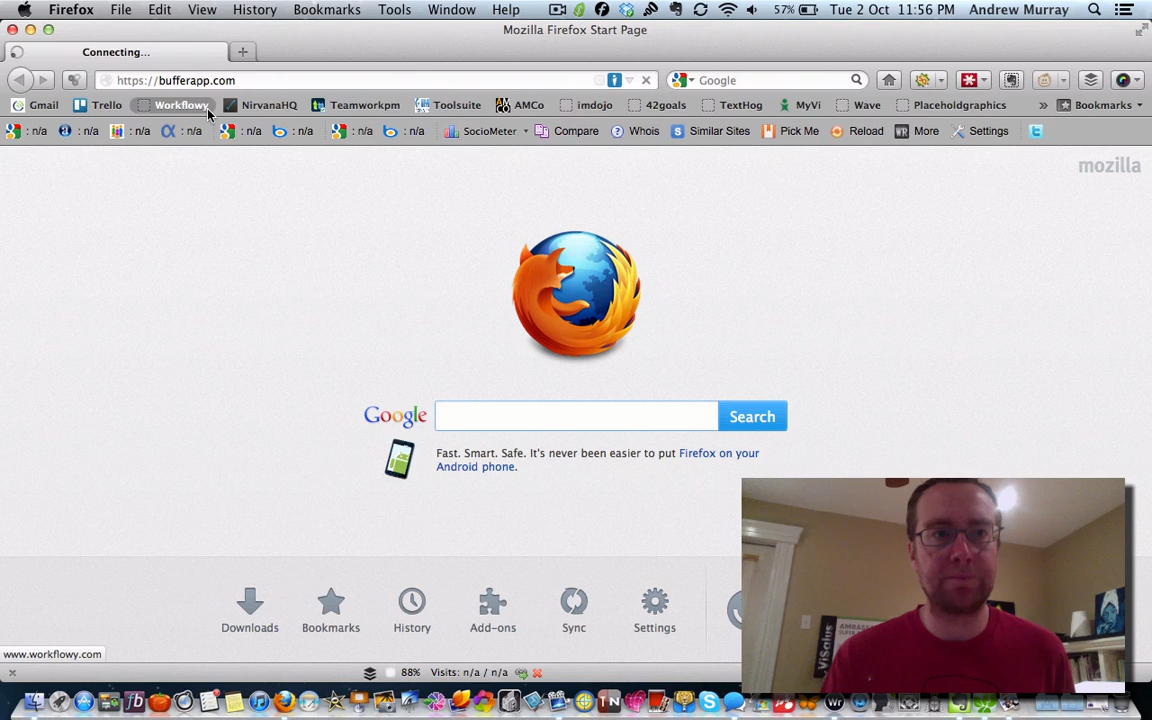 Firefox File Edit View History Bookmarks Tools Window Help 57% Tue 2 Oct 11:56 PM Andrew Murray
Mozilla Firefox Start Page
Connecting...
https://bufferapp.com Google
Gmail Trello Workflowy NirvanaHQ Teamworkpm Toolsuite AMCo imdojo 42goals TextHog MyVi Wave Placeholdgraphics » Bookmarks
: n/a : n/a : n/a : n/a : n/a : n/a : n/a : n/a SocioMeter Compare Whois Similar Sites Pick Me Reload More Settings
mozilla
Google Search
Fast. Smart. Safe. It's never been easier to put Firefox on your
Android phone.
Downloads Bookmarks History Add-ons Sync Settings
ViSalus
www.workflowy.com
88% Visits: n/a / n/a